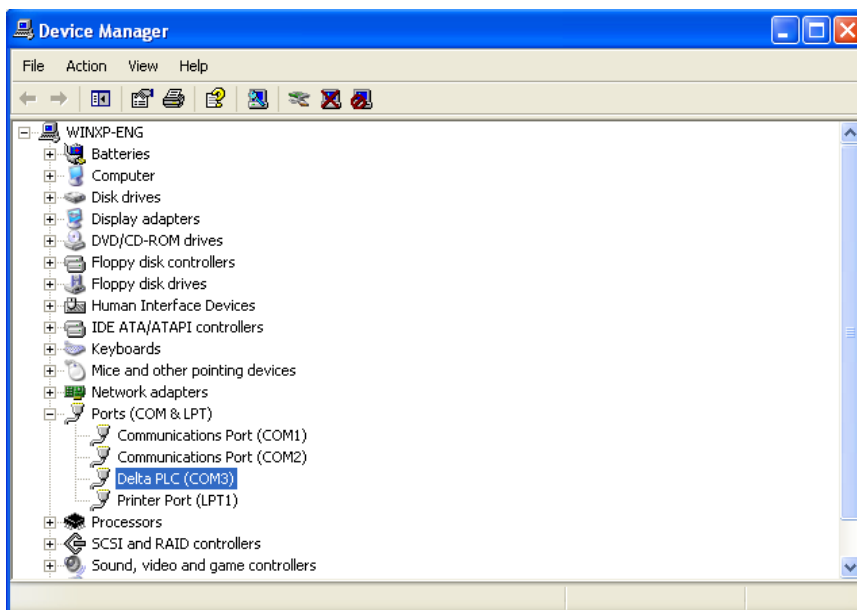 Device Manager
File Action View Help
WINXP-ENG
Batteries
Computer
Disk drives
Display adapters
DVD/CD-ROM drives
Floppy disk controllers
Floppy disk drives
Human Interface Devices
IDE ATA/ATAPI controllers
Keyboards
Mice and other pointing devices
Network adapters
Ports (COM & LPT)
Communications Port (COM1)
Communications Port (COM2)
Delta PLC (COM3)
Printer Port (LPT1)
Processors
SCSI and RAID controllers
Sound, video and game controllers